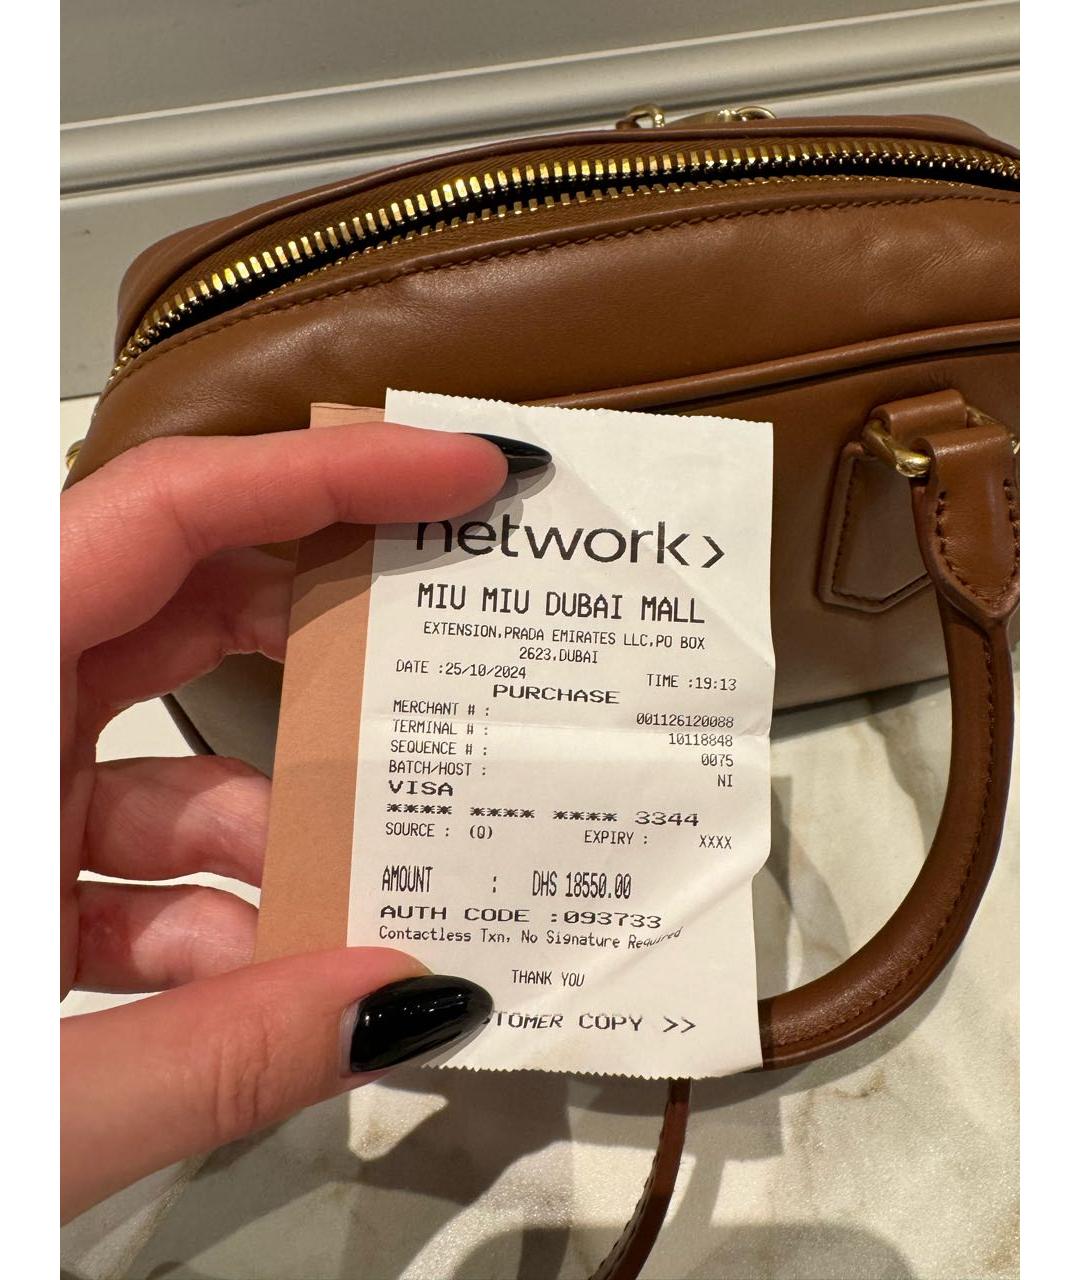 network>
MIU MIU DUBAI MALL
EXTENSION,PRADA EMIRATES LLC,PO BOX
2623,DUBAI
DATE :25/10/2024 TIME :19:13
PURCHASE
MERCHANT # : 001126120088
TERMINAL # : 10118848
SEQUENCE # : 0075
BATCH/HOST : NI
VISA
**** **** **** 3344
SOURCE : (Q) EXPIRY : XXXX
AMOUNT : DHS 18550.00
AUTH CODE :093733
Contactless Txn, No Signature Required
THANK YOU
STOMER COPY >>